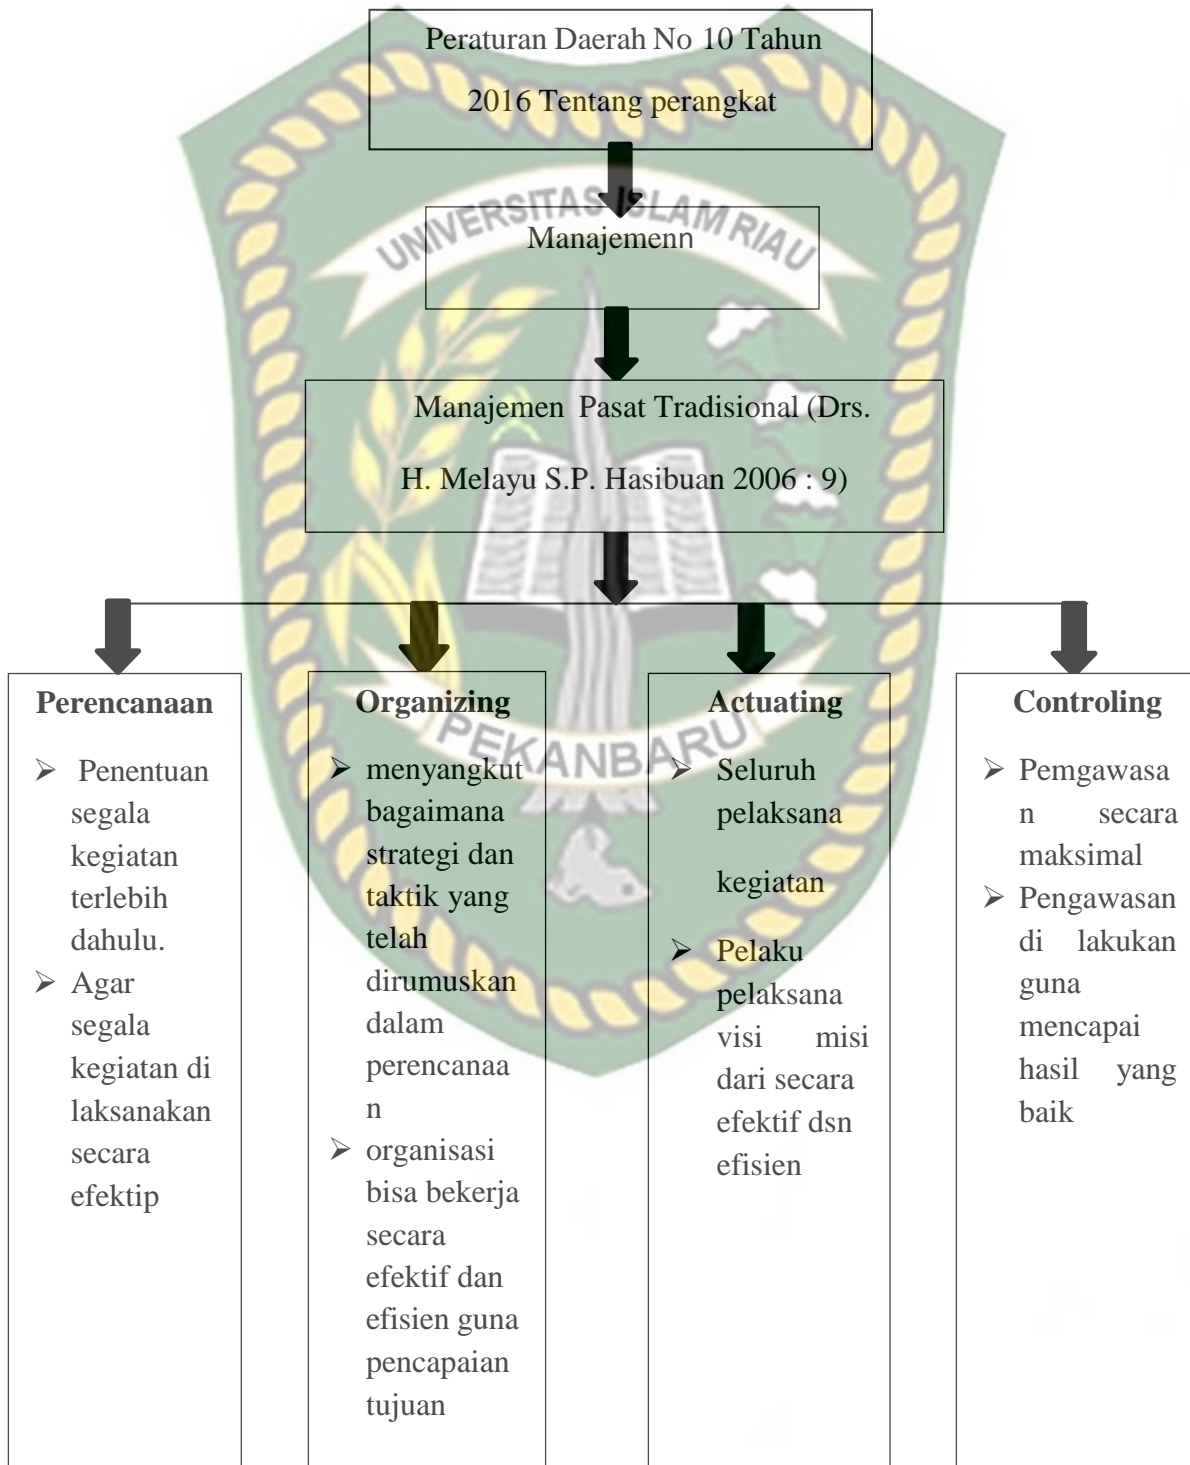 Peraturan Daerah No 10 Tahun
2016 Tentang perangkat
UNIVERSITAS ISLAM RIAU
Manajemenn
Manajemen Pasat Tradisional (Drs.
H. Melayu S.P. Hasibuan 2006 : 9)
PEKANBARU
Perencanaan
➢ Penentuan
segala
kegiatan
terlebih
dahulu.
➢ Agar
segala
kegiatan di
laksanakan
secara
efektip
Organizing
➢ menyangkut
bagaimana
strategi dan
taktik yang
telah
dirumuskan
dalam
perencanaa
n
➢ organisasi
bisa bekerja
secara
efektif dan
efisien guna
pencapaian
tujuan
Actuating
➢ Seluruh
pelaksana
kegiatan
➢ Pelaku
pelaksana
visi misi
dari secara
efektif dsn
efisien
Controling
➢ Pemgawasa
n secara
maksimal
➢ Pengawasan
di lakukan
guna
mencapai
hasil yang
baik